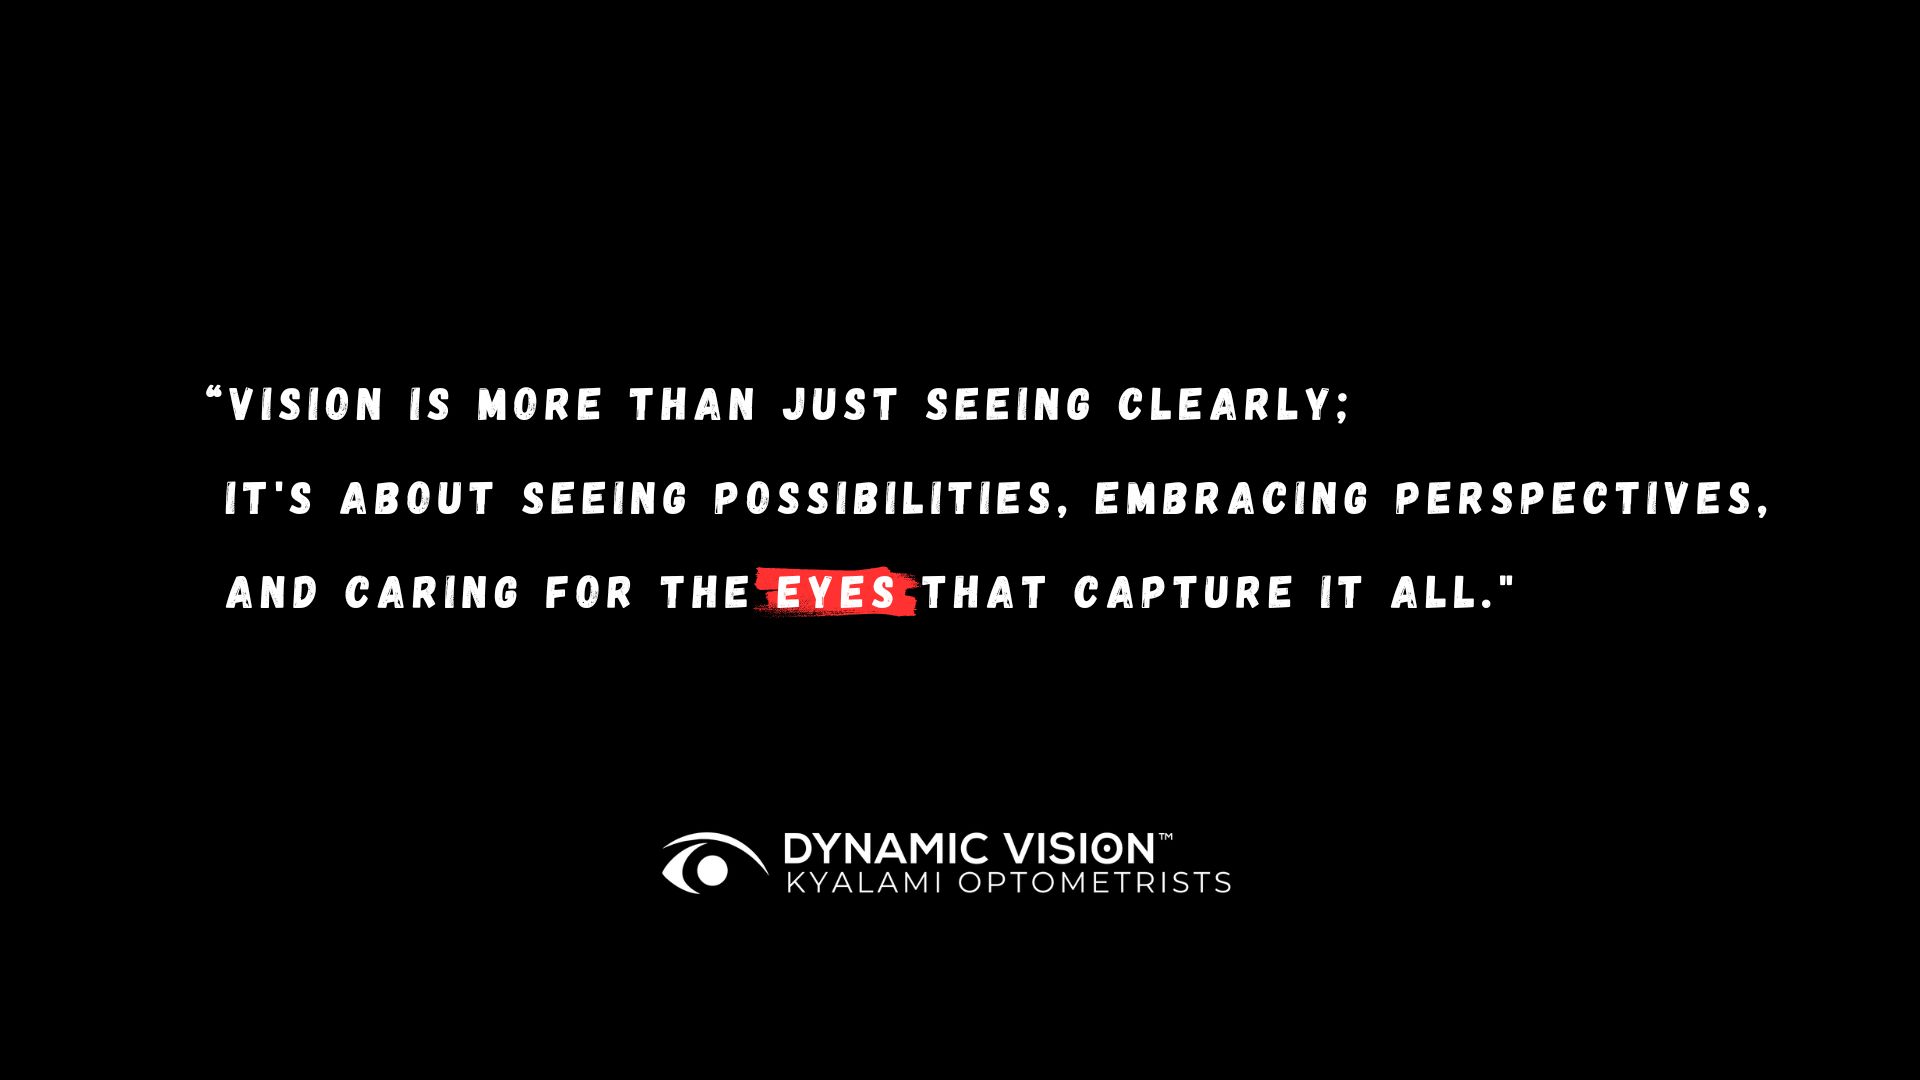 “VISION IS MORE THAN JUST SEEING CLEARLY;
IT'S ABOUT SEEING POSSIBILITIES, EMBRACING PERSPECTIVES,
AND CARING FOR THE EYES THAT CAPTURE IT ALL."
DYNAMIC VISION™
KYALAMI OPTOMETRISTS